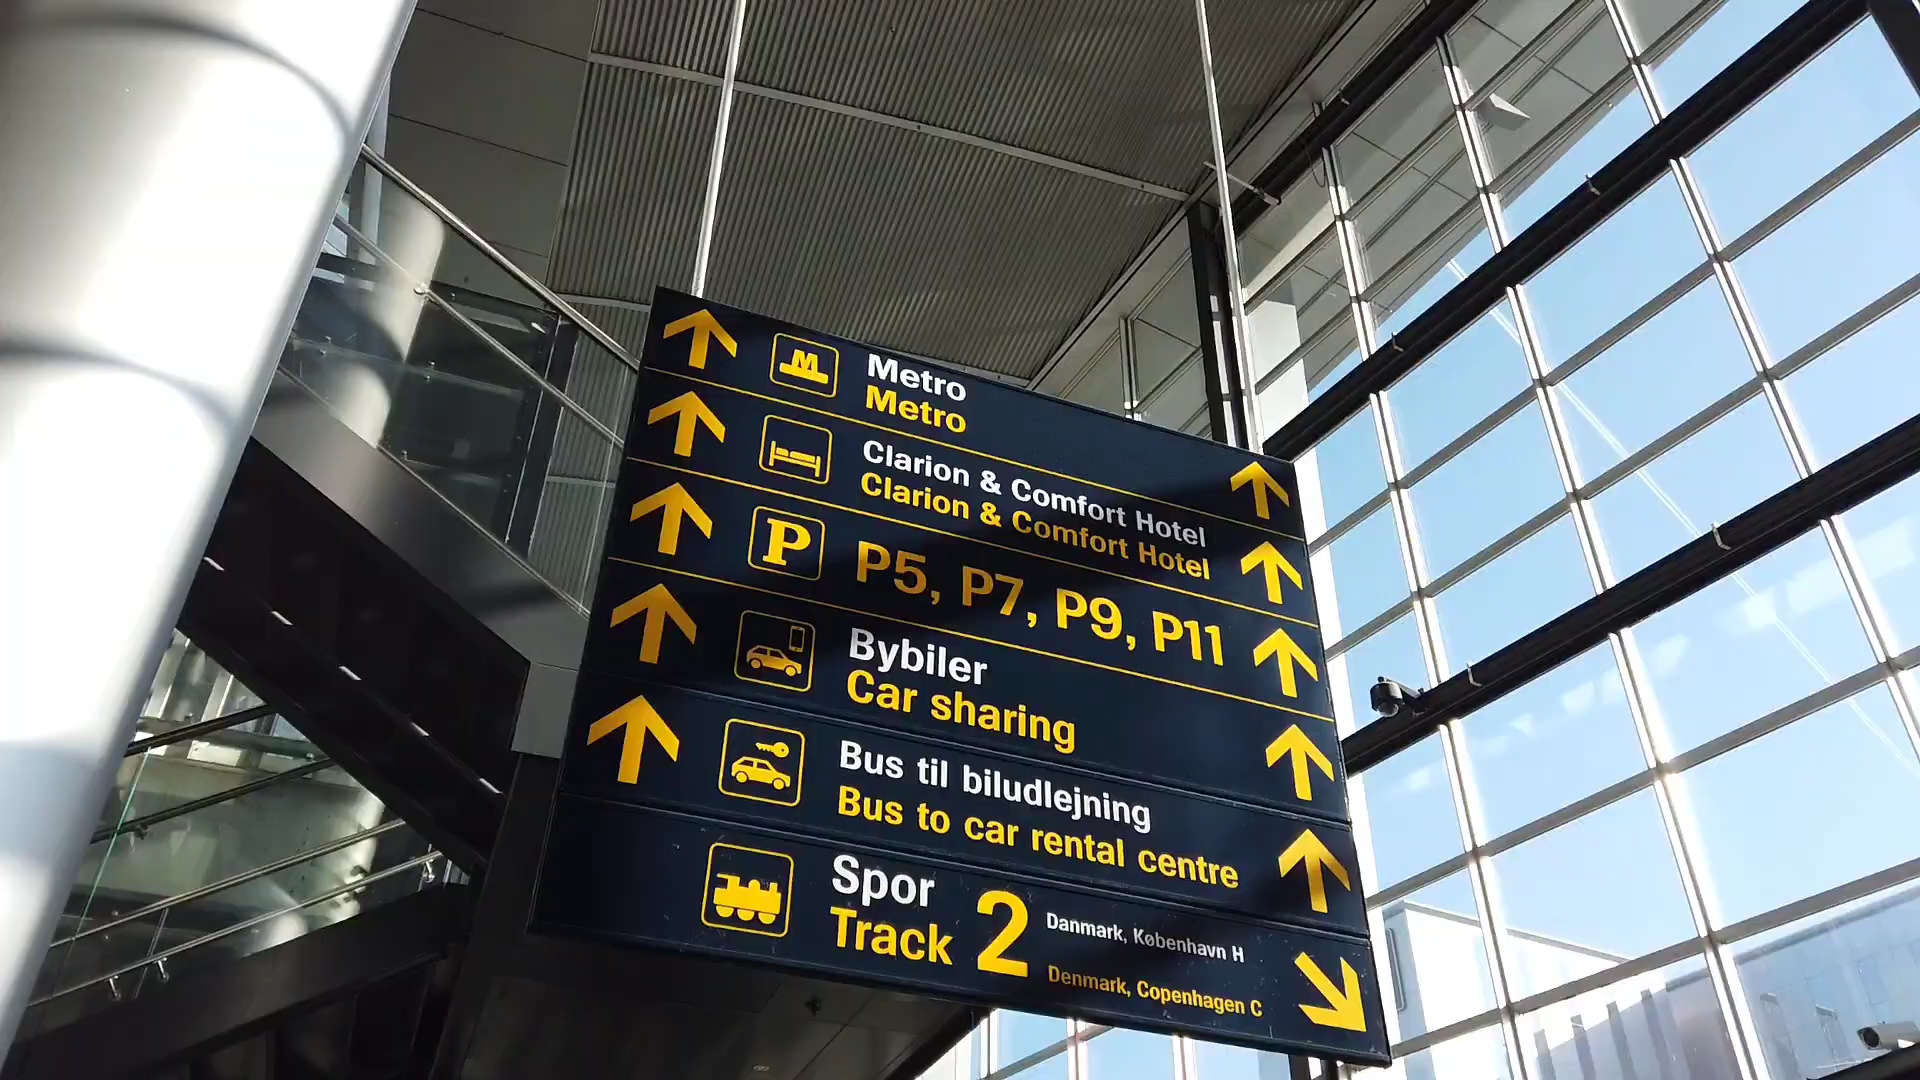 M
Metro
Metro
Clarion & Comfort Hotel
Clarion & Comfort Hotel
P
P5, P7, P9, P11
Bybiler
Car sharing
Bus til biludlejning
Bus to car rental centre
Spor
Track
2
Danmark, København H
Denmark, Copenhagen C